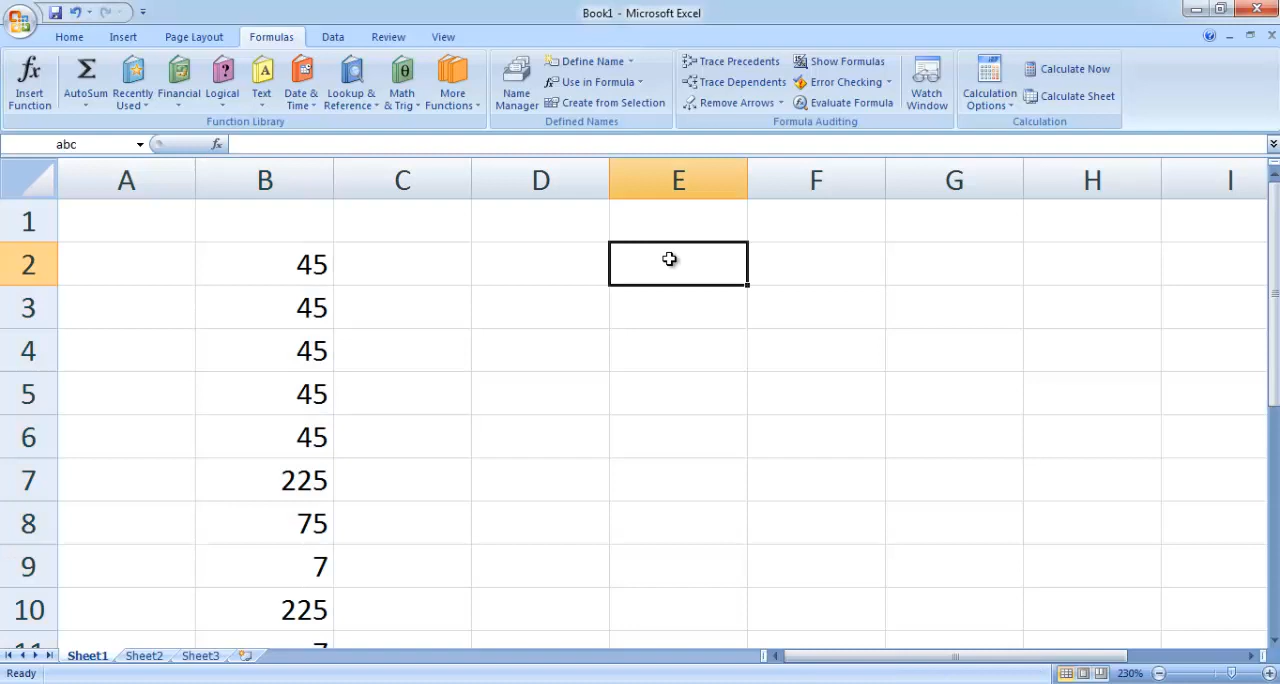 Book1 - Microsoft Excel
Home Insert Page Layout Formulas Data Review View
Insert Function
AutoSum
Recently Used
Financial
Logical
Text
Date & Time
Lookup & Reference
Math & Trig
More Functions
Function Library
Name Manager
Define Name
Use in Formula
Create from Selection
Defined Names
Trace Precedents
Trace Dependents
Remove Arrows
Show Formulas
Error Checking
Evaluate Formula
Formula Auditing
Watch Window
Calculation Options
Calculate Now
Calculate Sheet
Calculation
abc fx
A B C D E F G H I
1
2 45
3 45
4 45
5 45
6 45
7 225
8 75
9 7
10 225
Sheet1 Sheet2 Sheet3
Ready 230%